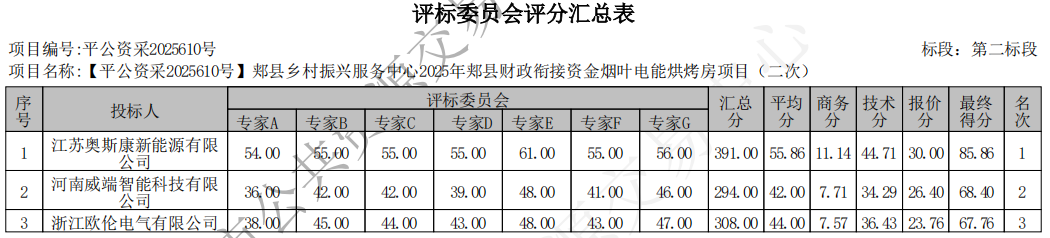 评标委员会评分汇总表
项目编号:平公资采2025610号 标段：第二标段
项目名称:【平公资采2025610号】郏县乡村振兴服务中心2025年郏县财政衔接资金烟叶电能烘烤房项目（二次）
序号 投标人 评标委员会 汇总分 平均分 商务分 技术分 报价分 最终得分 名次
专家A 专家B 专家C 专家D 专家E 专家F 专家G
1 江苏奥斯康新能源有限公司 54.00 55.00 55.00 55.00 61.00 55.00 56.00 391.00 55.86 11.14 44.71 30.00 85.86 1
2 河南威端智能科技有限公司 36.00 42.00 42.00 39.00 48.00 41.00 46.00 294.00 42.00 7.71 34.29 26.40 68.40 2
3 浙江欧伦电气有限公司 38.00 45.00 44.00 43.00 48.00 43.00 47.00 308.00 44.00 7.57 36.43 23.76 67.76 3